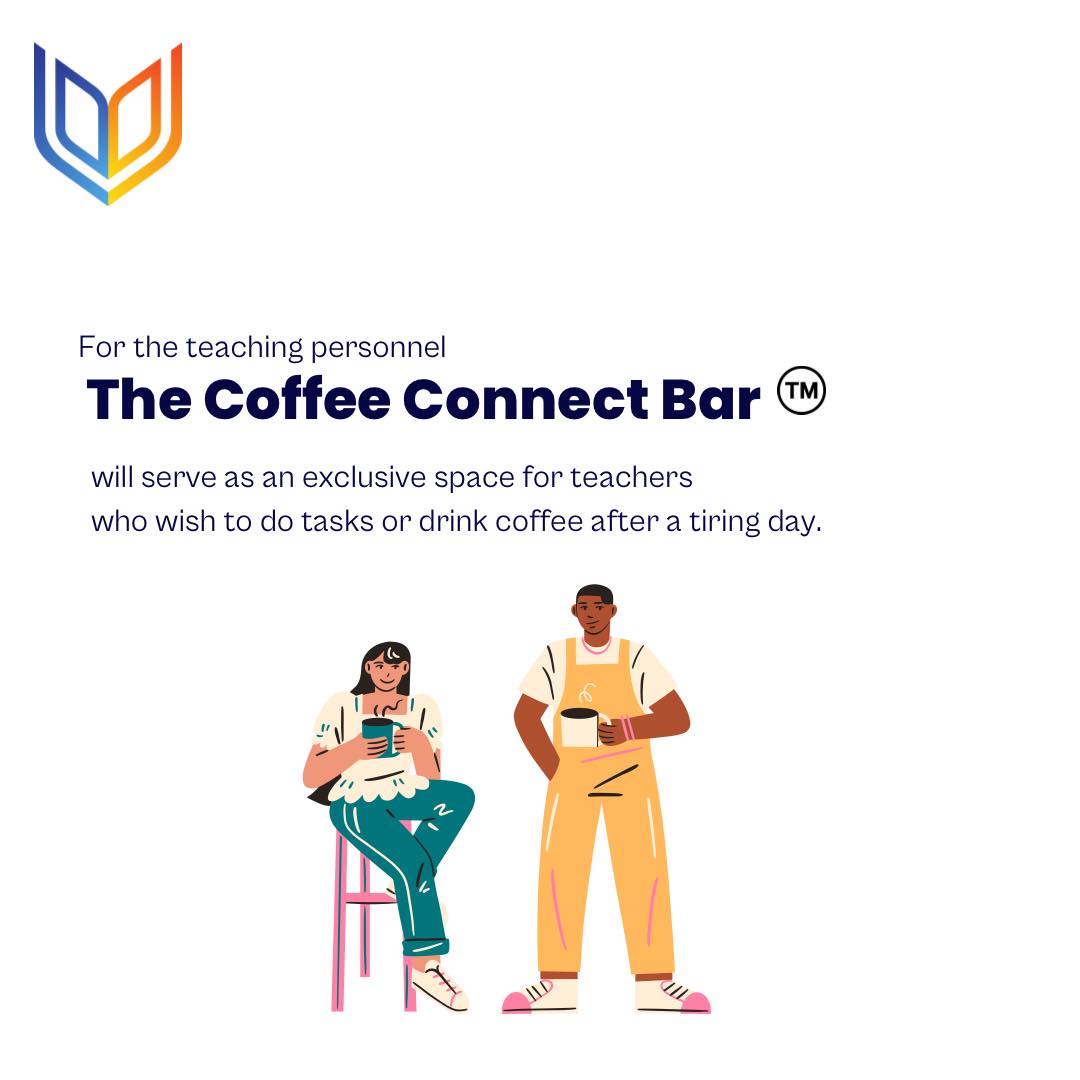 For the teaching personnel
The Coffee Connect Bar TM
will serve as an exclusive space for teachers
who wish to do tasks or drink coffee after a tiring day.